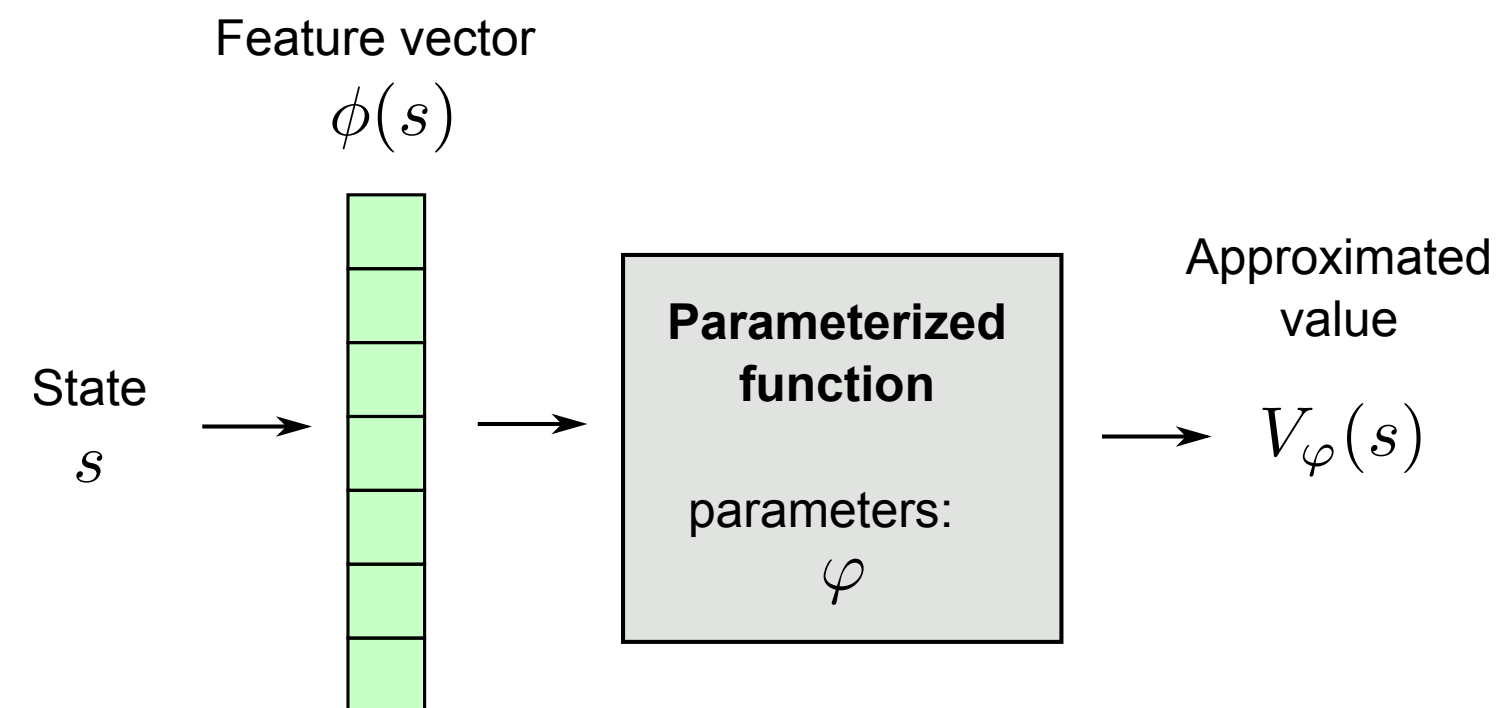 Feature vector
ϕ(s)
State
s
Parameterized
function
parameters:
φ
Approximated
value
V_φ(s)